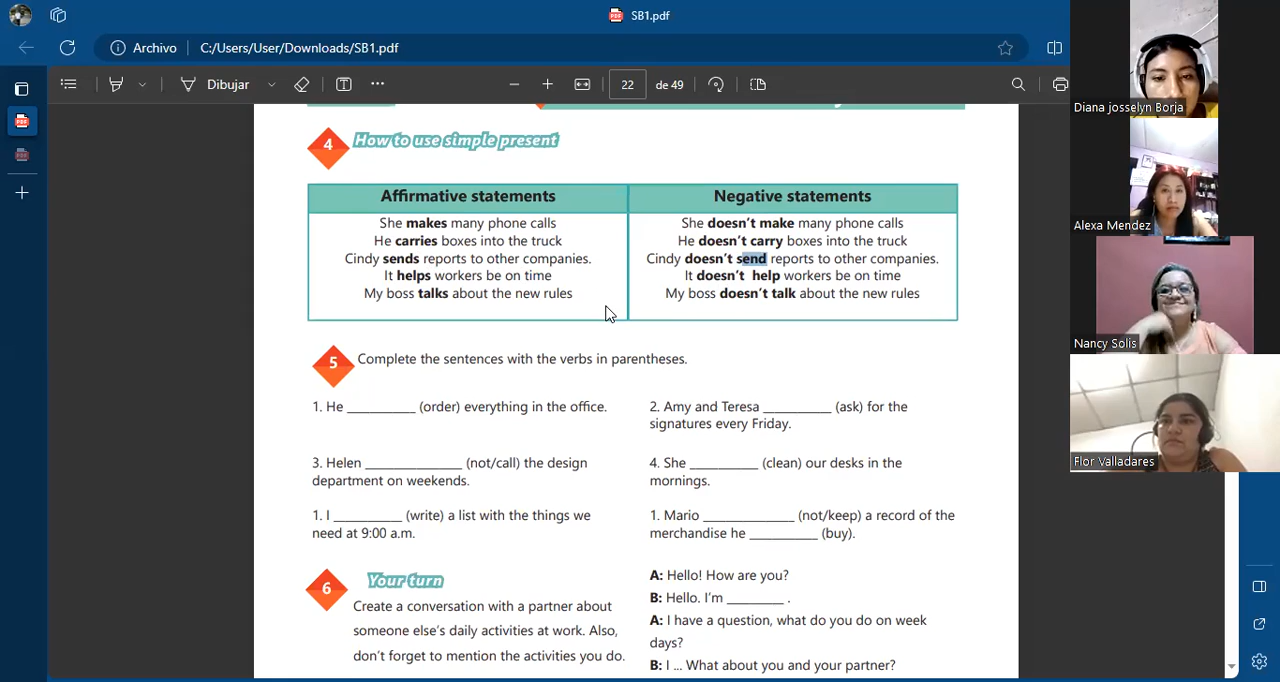 SB1.pdf
Archivo
C:/Users/User/Downloads/SB1.pdf
Dibujar
22
de 49
4
How to use simple present
Affirmative statements
She makes many phone calls
He carries boxes into the truck
Cindy sends reports to other companies.
It helps workers be on time
My boss talks about the new rules
Negative statements
She doesn't make many phone calls
He doesn't carry boxes into the truck
Cindy doesn't send reports to other companies.
It doesn't help workers be on time
My boss doesn't talk about the new rules
5
Complete the sentences with the verbs in parentheses.
1. He _________ (order) everything in the office.
2. Amy and Teresa _________ (ask) for the
signatures every Friday.
3. Helen _____________ (not/call) the design
department on weekends.
4. She _________ (clean) our desks in the
mornings.
1. I _________ (write) a list with the things we
need at 9:00 a.m.
1. Mario ____________ (not/keep) a record of the
merchandise he _________ (buy).
6
Your turn
Create a conversation with a partner about
someone else's daily activities at work. Also,
don't forget to mention the activities you do.
A: Hello! How are you?
B: Hello. I'm ________ .
A: I have a question, what do you do on week
days?
B: I ... What about you and your partner?
Diana josselyn Borja
Alexa Mendez
Nancy Solis
Flor Valladares